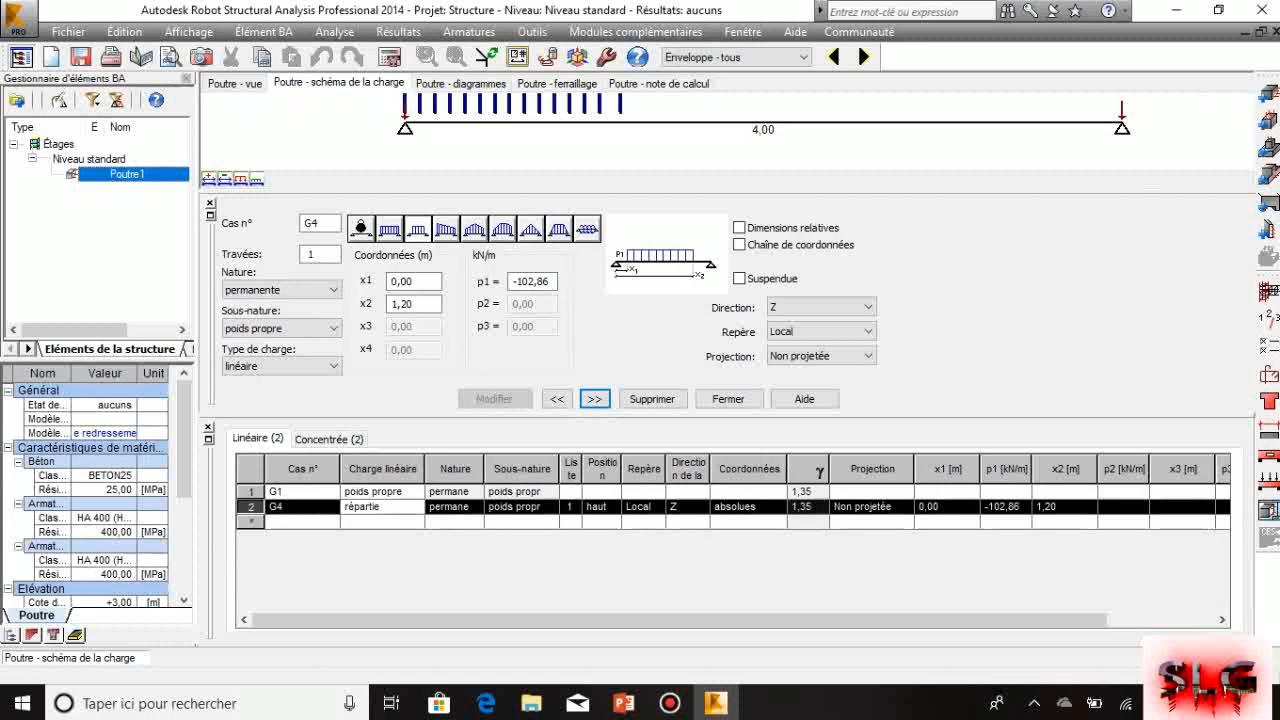 Autodesk Robot Structural Analysis Professional 2014 - Projet: Structure - Niveau: Niveau standard - Résultats: aucuns
Entrez mot-clé ou expression
PRO
Fichier Edition Affichage Élément BA Analyse Résultats Armatures Outils Modules complémentaires Fenêtre Aide Communauté
Enveloppe - tous
Gestionnaire d'éléments BA
Poutre - vue Poutre - schéma de la charge Poutre - diagrammes Poutre - ferraillage Poutre - note de calcul
Type E Nom
Étages
Niveau standard
Poutre1
4,00
Cas n° G4
Travées: 1
Nature:
permanente
Sous-nature:
poids propre
Type de charge:
linéaire
Coordonnées (m) kN/m
x1 0,00 p1 = -102,86
x2 1,20 p2 = 0,00
x3 0,00 p3 = 0,00
x4 0,00
P1
X1
X2
Dimensions relatives
Chaîne de coordonnées
Suspendue
Direction: Z
Repère Local
Projection: Non projetée
Modifier << >> Supprimer Fermer Aide
Eléments de la structure
Nom Valeur Unit
Général
Etat de... aucuns
Modèle...
Modèle... e redresseme
Caractéristiques de matéri...
Béton
Clas... BETON25
Rési... 25,00 [MPa]
Armat...
Clas... HA 400 (H...
Rési... 400,00 [MPa]
Armat...
Clas... HA 400 (H...
Rési... 400,00 [MPa]
Elévation
Cote d... +3,00 [m]
Poutre
Linéaire (2) Concentrée (2)
Cas n° Charge linéaire Nature Sous-nature Liste Position Repère Direction de la Coordonnées γ Projection x1 [m] p1 [kN/m] x2 [m] p2 [kN/m] x3 [m] p3
1 G1 poids propre permane poids propr 1,35
2 G4 répartie permane poids propr 1 haut Local Z absolues 1,35 Non projetée 0,00 -102,86 1,20
*
Poutre - schéma de la charge
SLG
Taper ici pour rechercher